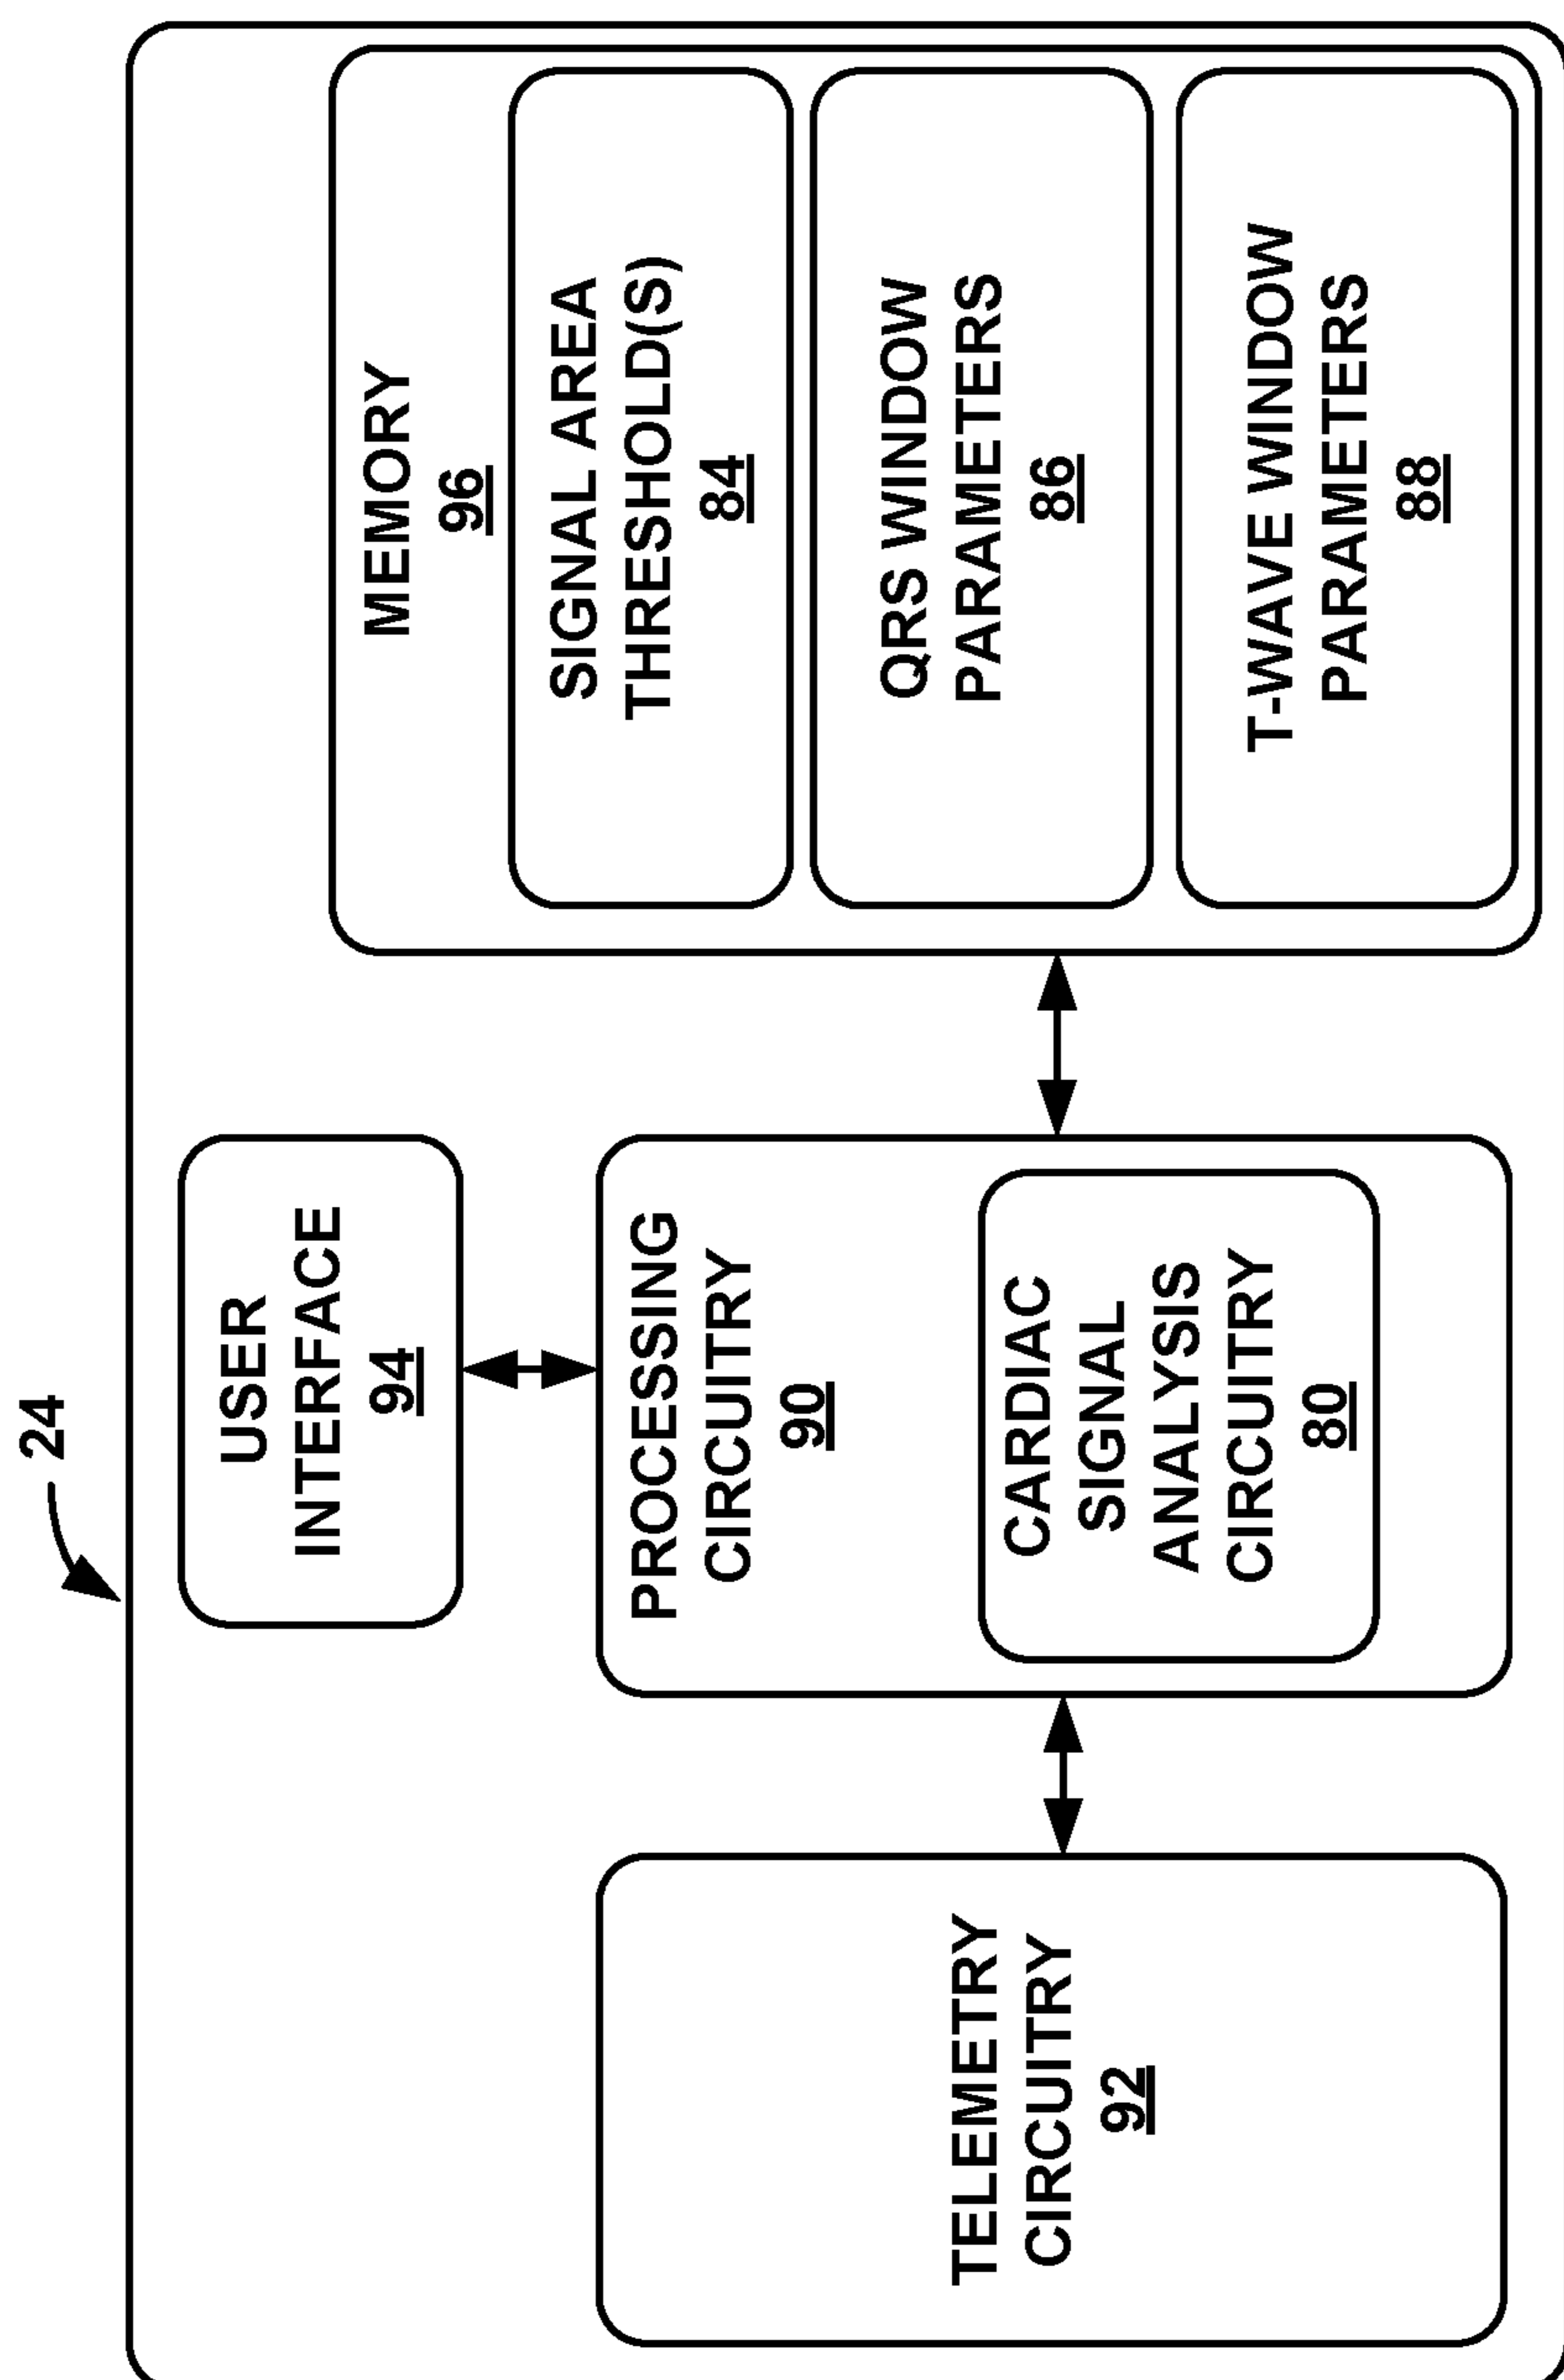 24
USER
INTERFACE
94
TELEMETRY
CIRCUITRY
92
PROCESSING
CIRCUITRY
90
CARDIAC
SIGNAL
ANALYSIS
CIRCUITRY
80
MEMORY
96
SIGNAL AREA
THRESHOLD(S)
84
QRS WINDOW
PARAMETERS
86
T-WAVE WINDOW
PARAMETERS
88